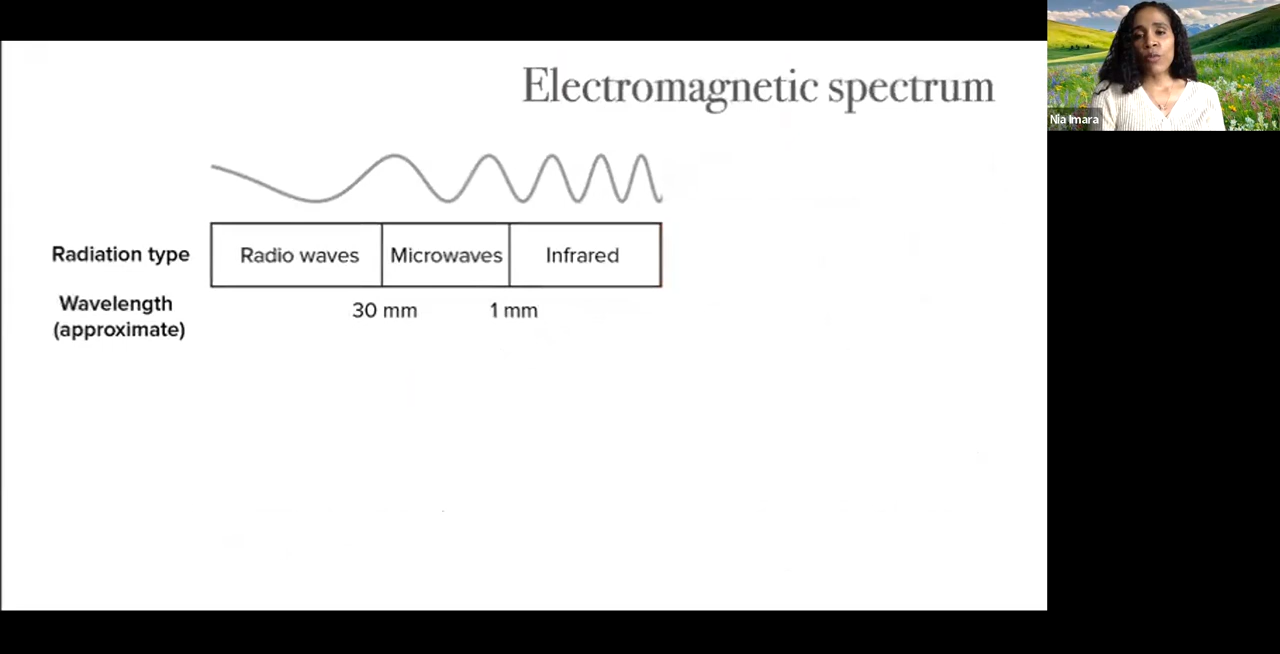 Electromagnetic spectrum
Nia Imara
Radiation type
Radio waves
Microwaves
Infrared
Wavelength
(approximate)
30 mm
1 mm